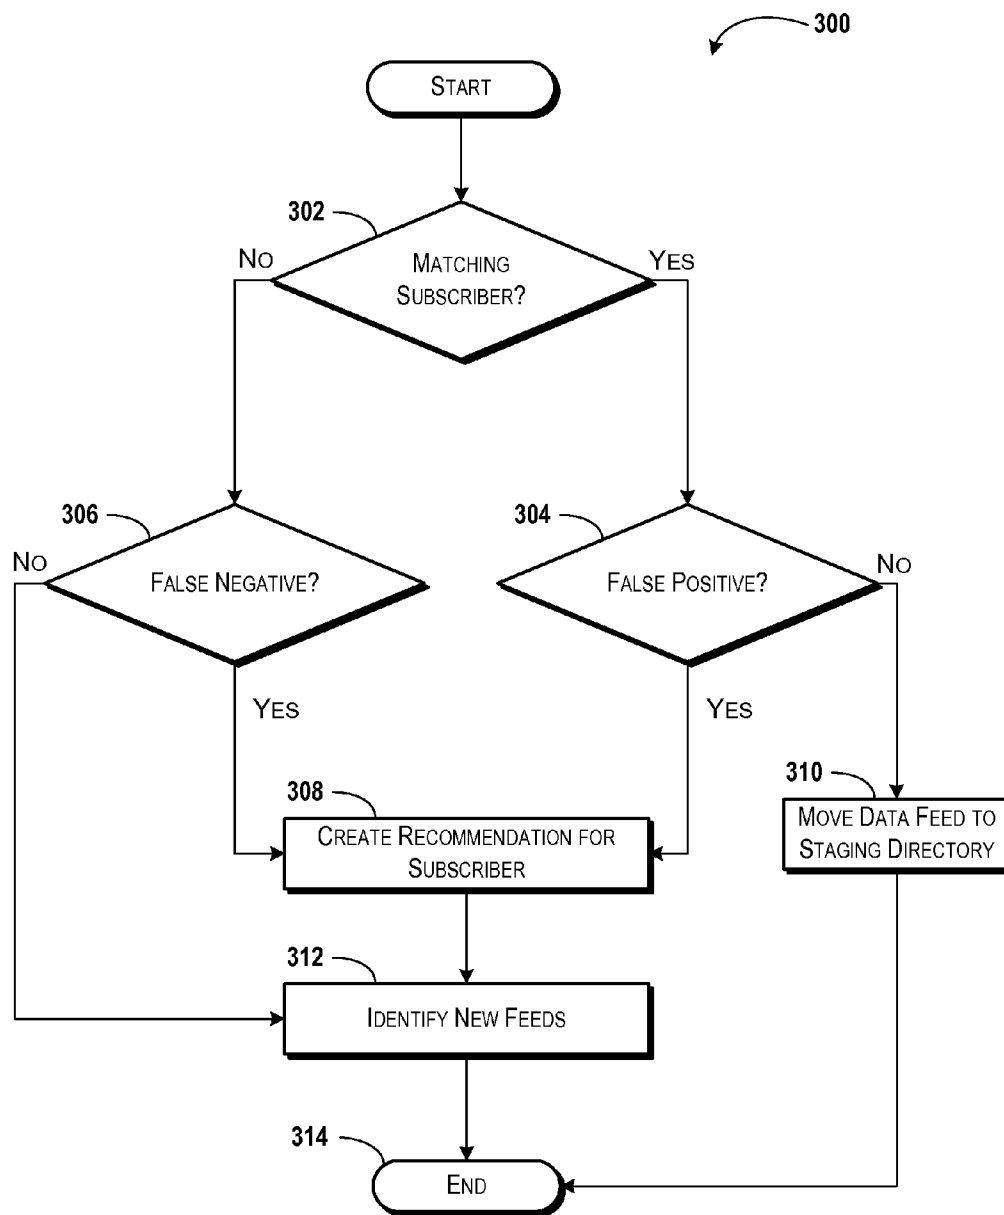 300
START
302
NO
YES
MATCHING
SUBSCRIBER?
306
304
NO
NO
FALSE NEGATIVE?
FALSE POSITIVE?
YES
YES
308
310
CREATE RECOMMENDATION FOR
SUBSCRIBER
MOVE DATA FEED TO
STAGING DIRECTORY
312
IDENTIFY NEW FEEDS
314
END